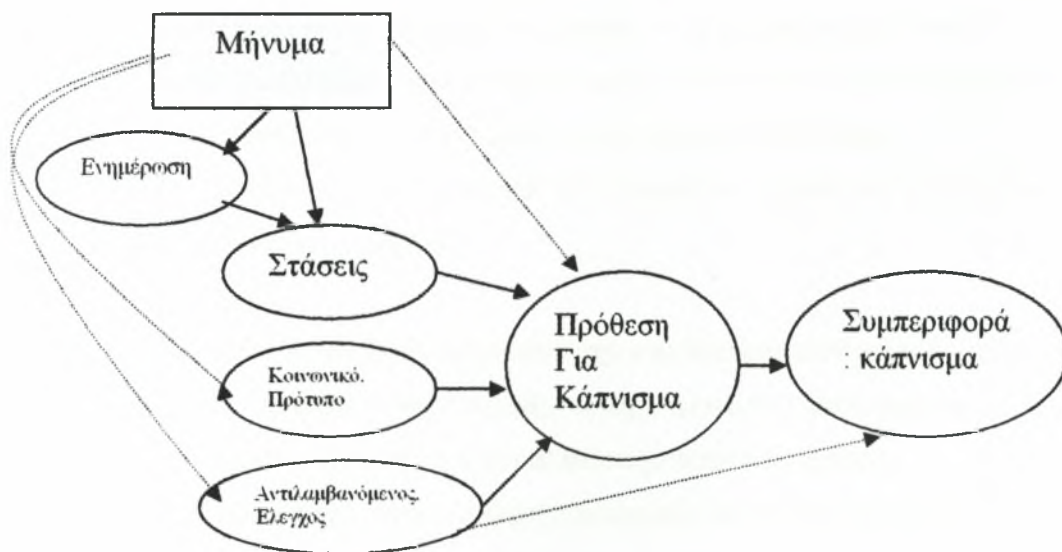 Μήνυμα
Ενημέρωση
Στάσεις
Κοινωνικό.
Πρότυπο
Αντιλαμβανόμενος.
Έλεγχος
Πρόθεση
Για
Κάπνισμα
Συμπεριφορά
: κάπνισμα